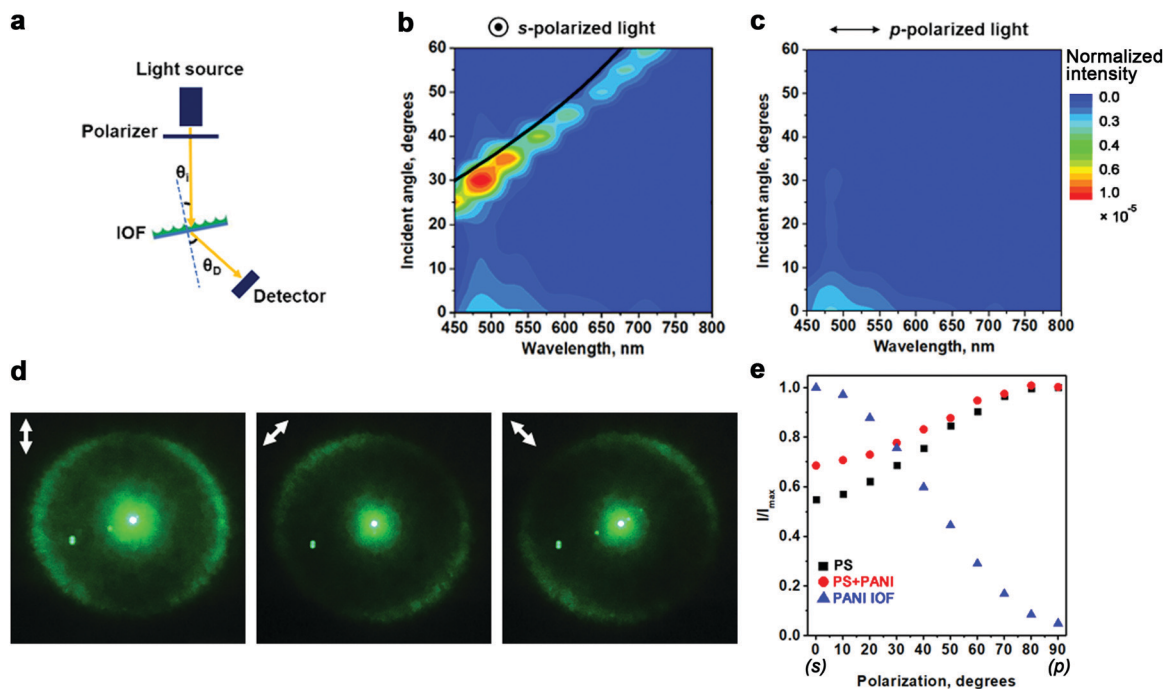 a
Light source
Polarizer
θi
IOF
θD
Detector
b
s-polarized light
Incident angle, degrees
60
50
40
30
20
10
0
450 500 550 600 650 700 750 800
Wavelength, nm
c
p-polarized light
Incident angle, degrees
60
50
40
30
20
10
0
450 500 550 600 650 700 750 800
Wavelength, nm
Normalized
intensity
0.0
0.3
0.4
0.6
1.0
× 10⁻⁵
d
e
I/Imax
1.0
0.8
0.6
0.4
0.2
0.0
PS
PS+PANI
PANI IOF
0 10 20 30 40 50 60 70 80 90
(s) (p)
Polarization, degrees